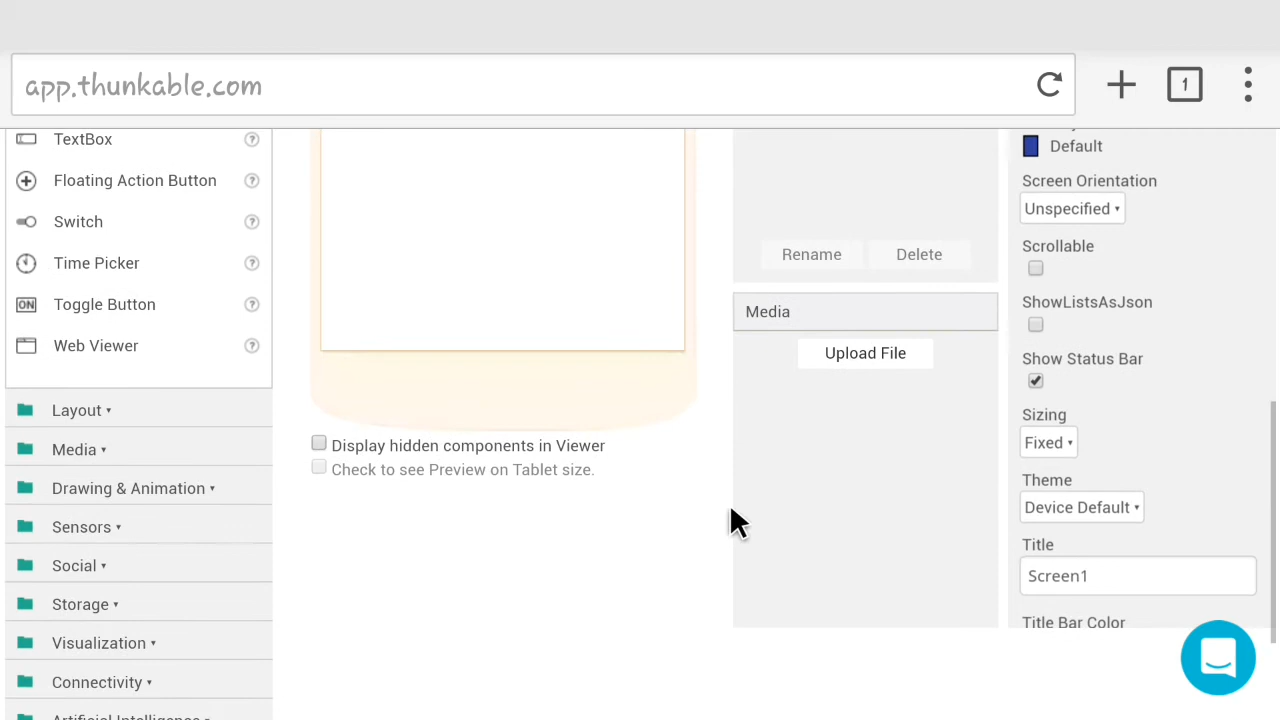 app.thunkable.com
1
TextBox
Floating Action Button
Switch
Time Picker
ON
Toggle Button
Web Viewer
Layout
Media
Drawing & Animation
Sensors
Social
Storage
Visualization
Connectivity
Artificial Intelligence
Display hidden components in Viewer
Check to see Preview on Tablet size.
Rename
Delete
Media
Upload File
Default
Screen Orientation
Unspecified
Scrollable
ShowListsAsJson
Show Status Bar
Sizing
Fixed
Theme
Device Default
Title
Screen1
Title Bar Color